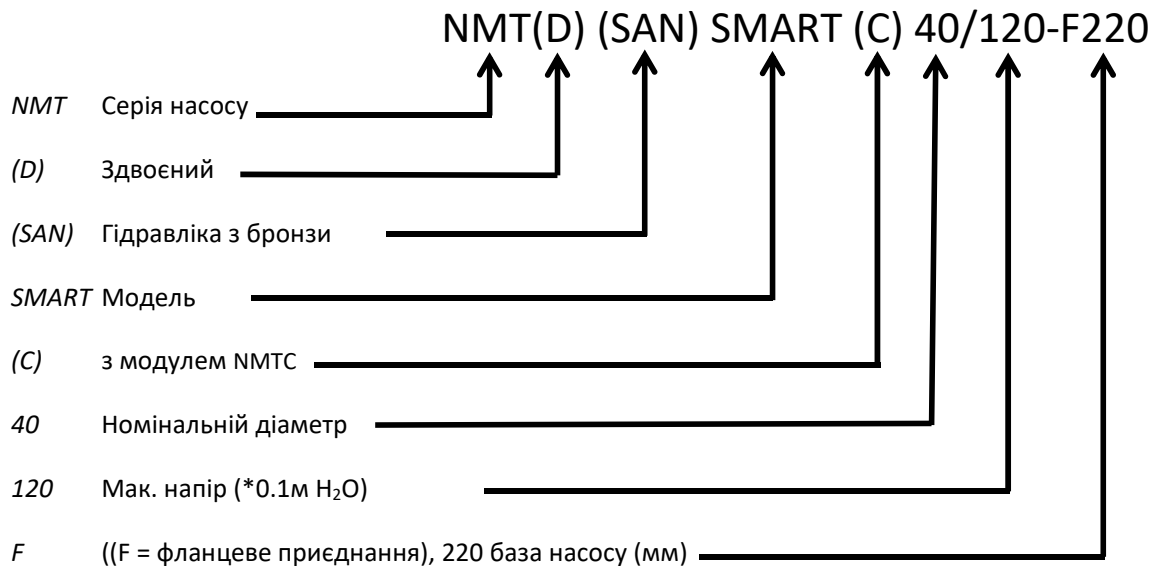 NMT(D) (SAN) SMART (C) 40/120-F220
NMT Серія насосу
(D) Здвоєний
(SAN) Гідравліка з бронзи
SMART Модель
(C) з модулем NMTC
40 Номінальній діаметр
120 Мак. напір (*0.1м H₂O)
F ((F = фланцеве приєднання), 220 база насосу (мм)